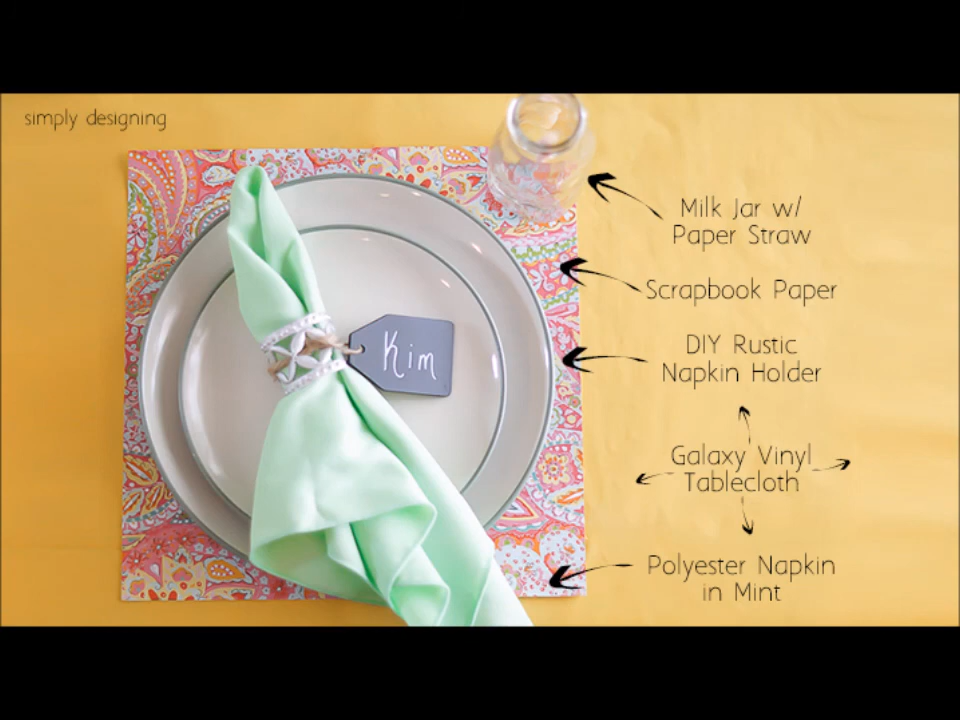 simply designing
Kim
Milk Jar w/
Paper Straw
Scrapbook Paper
DIY Rustic
Napkin Holder
Galaxy Vinyl
Tablecloth
Polyester Napkin
in Mint